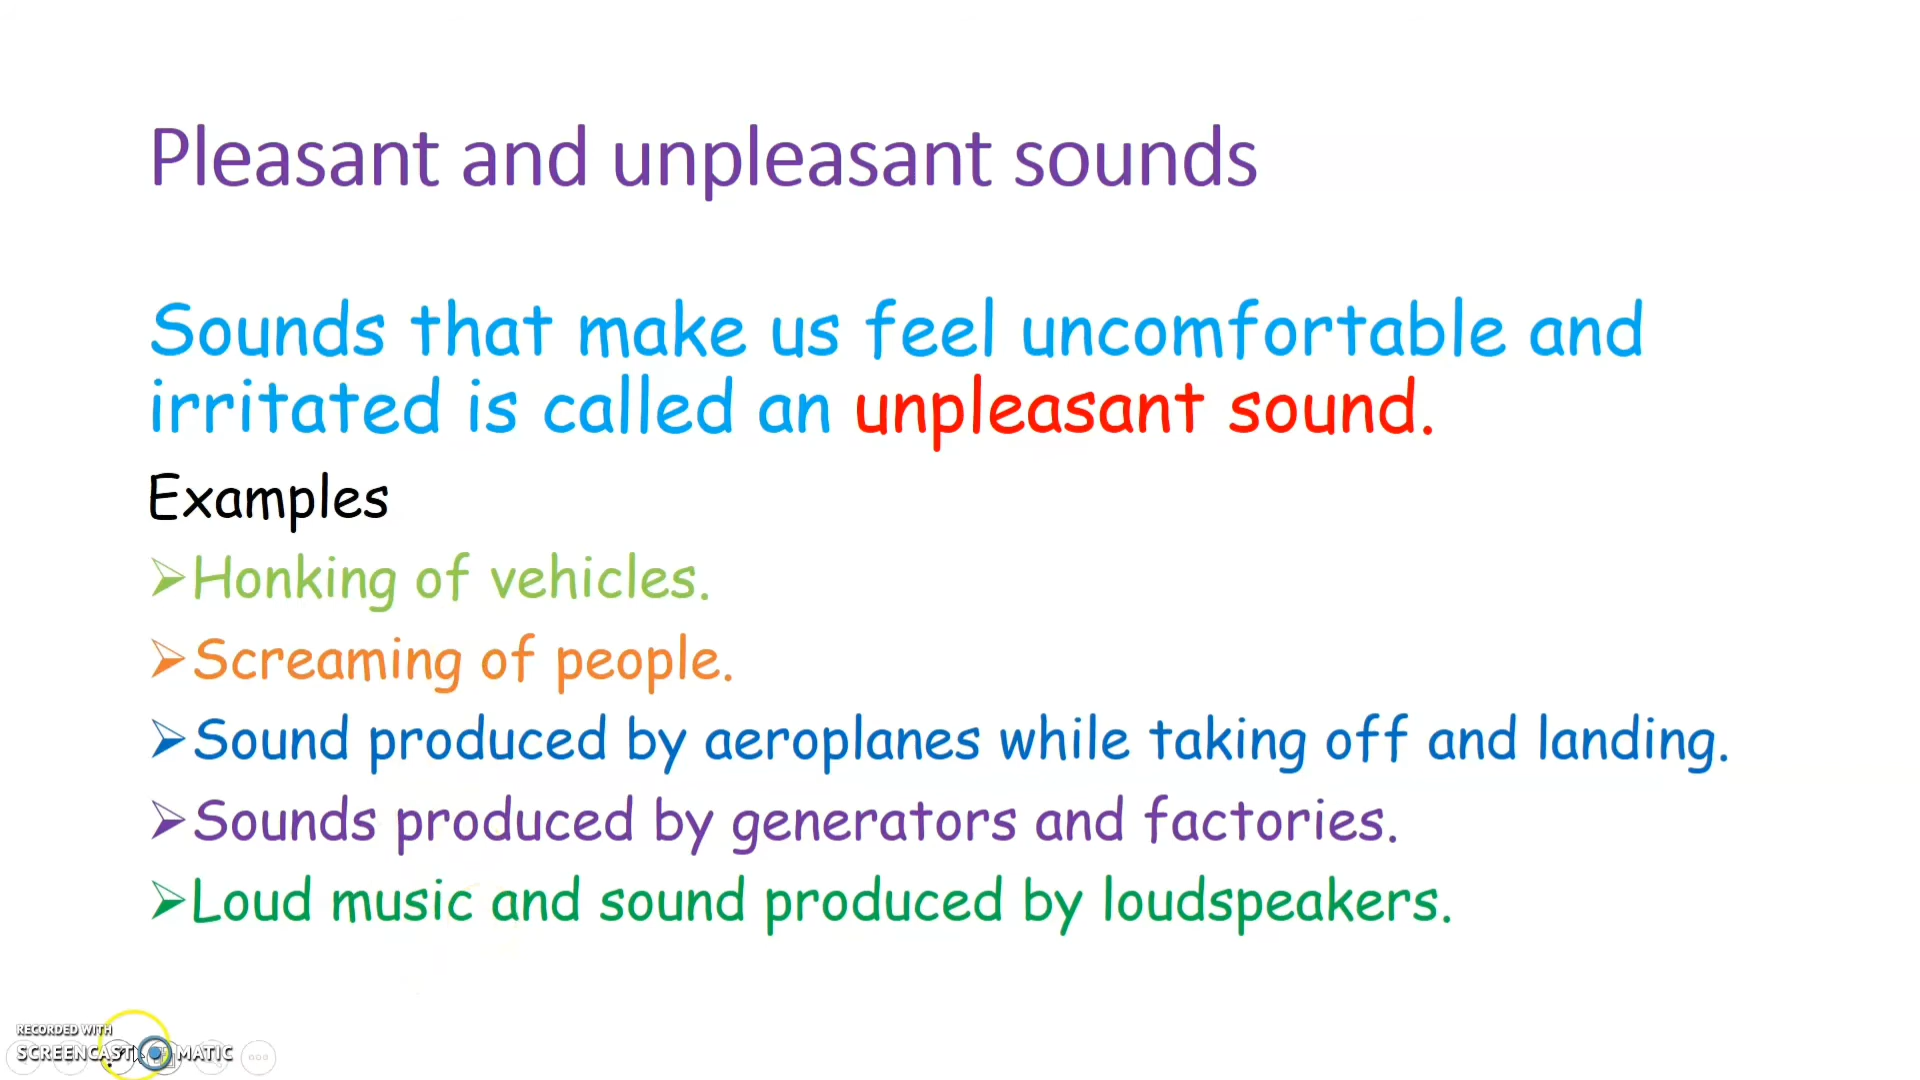 Pleasant and unpleasant sounds
Sounds that make us feel uncomfortable and
irritated is called an unpleasant sound.
Examples
➢Honking of vehicles.
➢Screaming of people.
➢Sound produced by aeroplanes while taking off and landing.
➢Sounds produced by generators and factories.
➢Loud music and sound produced by loudspeakers.
RECORDED WITH
SCREENCAST MATIC